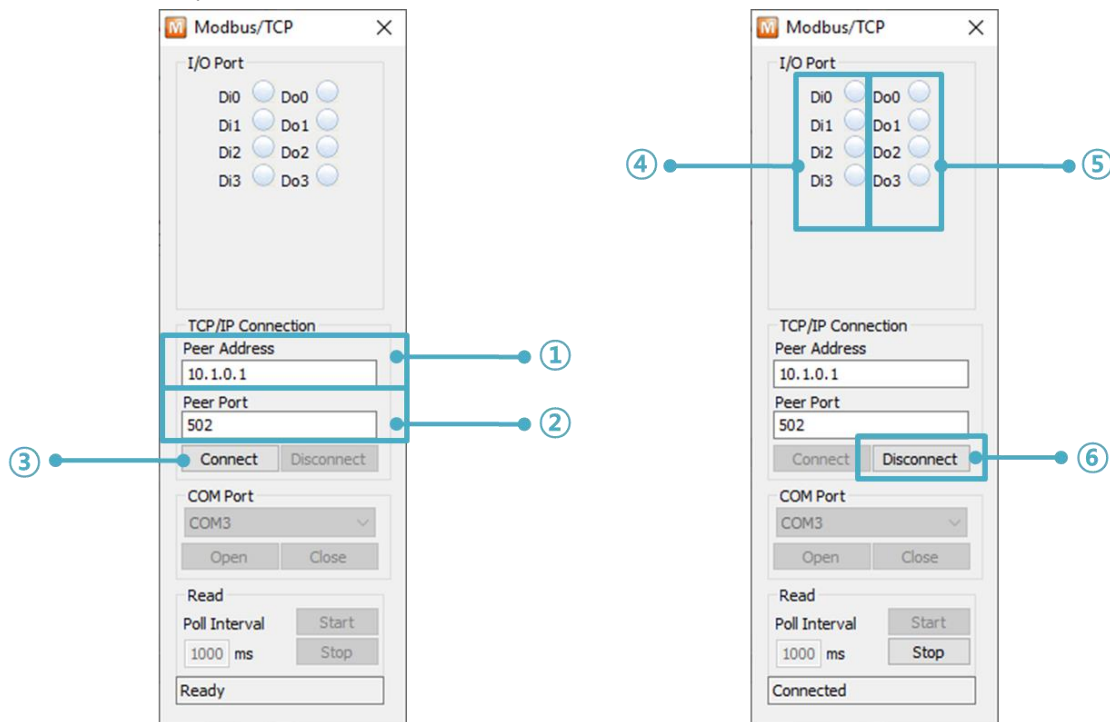 Modbus/TCP
I/O Port
Di0 Do0
Di1 Do1
Di2 Do2
Di3 Do3
TCP/IP Connection
Peer Address
10.1.0.1
①
Peer Port
502
②
③
Connect Disconnect
COM Port
COM3
Open Close
Read
Poll Interval Start
1000 ms Stop
Ready
Modbus/TCP
I/O Port
Di0 Do0
Di1 Do1
Di2 Do2
Di3 Do3
④
⑤
TCP/IP Connection
Peer Address
10.1.0.1
Peer Port
502
Connect Disconnect
⑥
COM Port
COM3
Open Close
Read
Poll Interval Start
1000 ms Stop
Connected